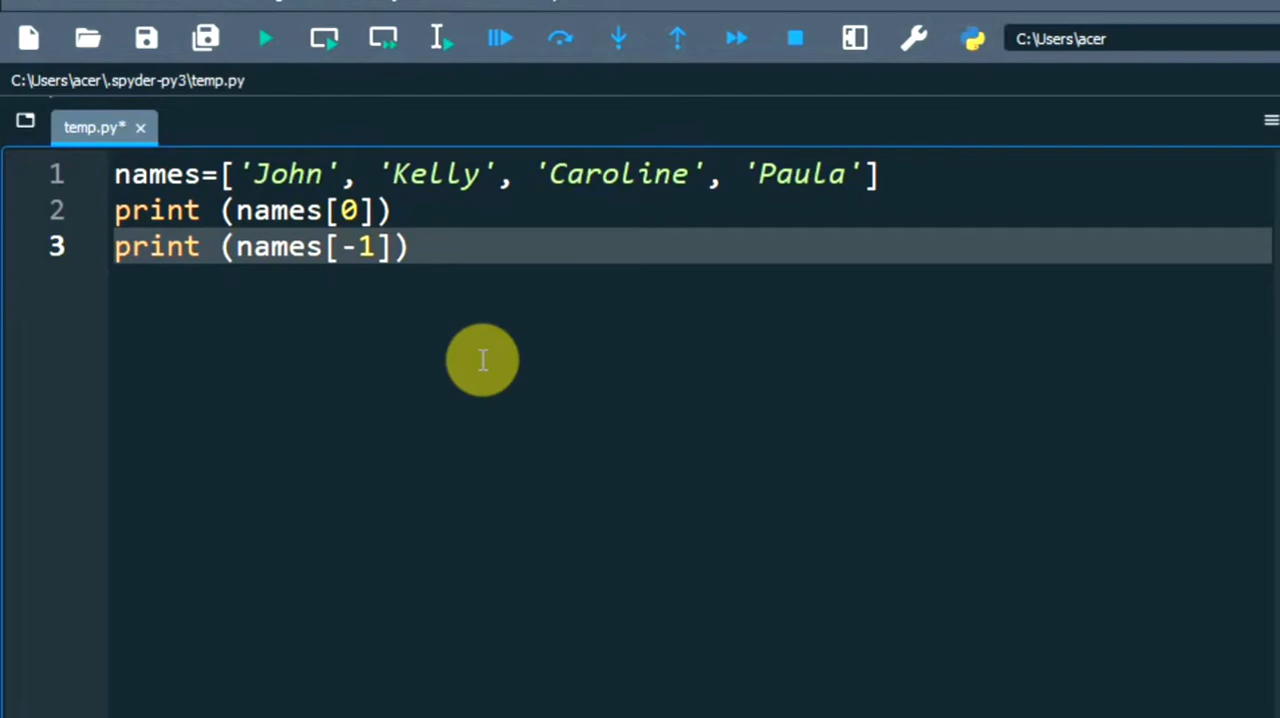 C:\Users\acer
C:\Users\acer\.spyder-py3\temp.py
temp.py*
1 names=['John', 'Kelly', 'Caroline', 'Paula']
2 print (names[0])
3 print (names[-1])